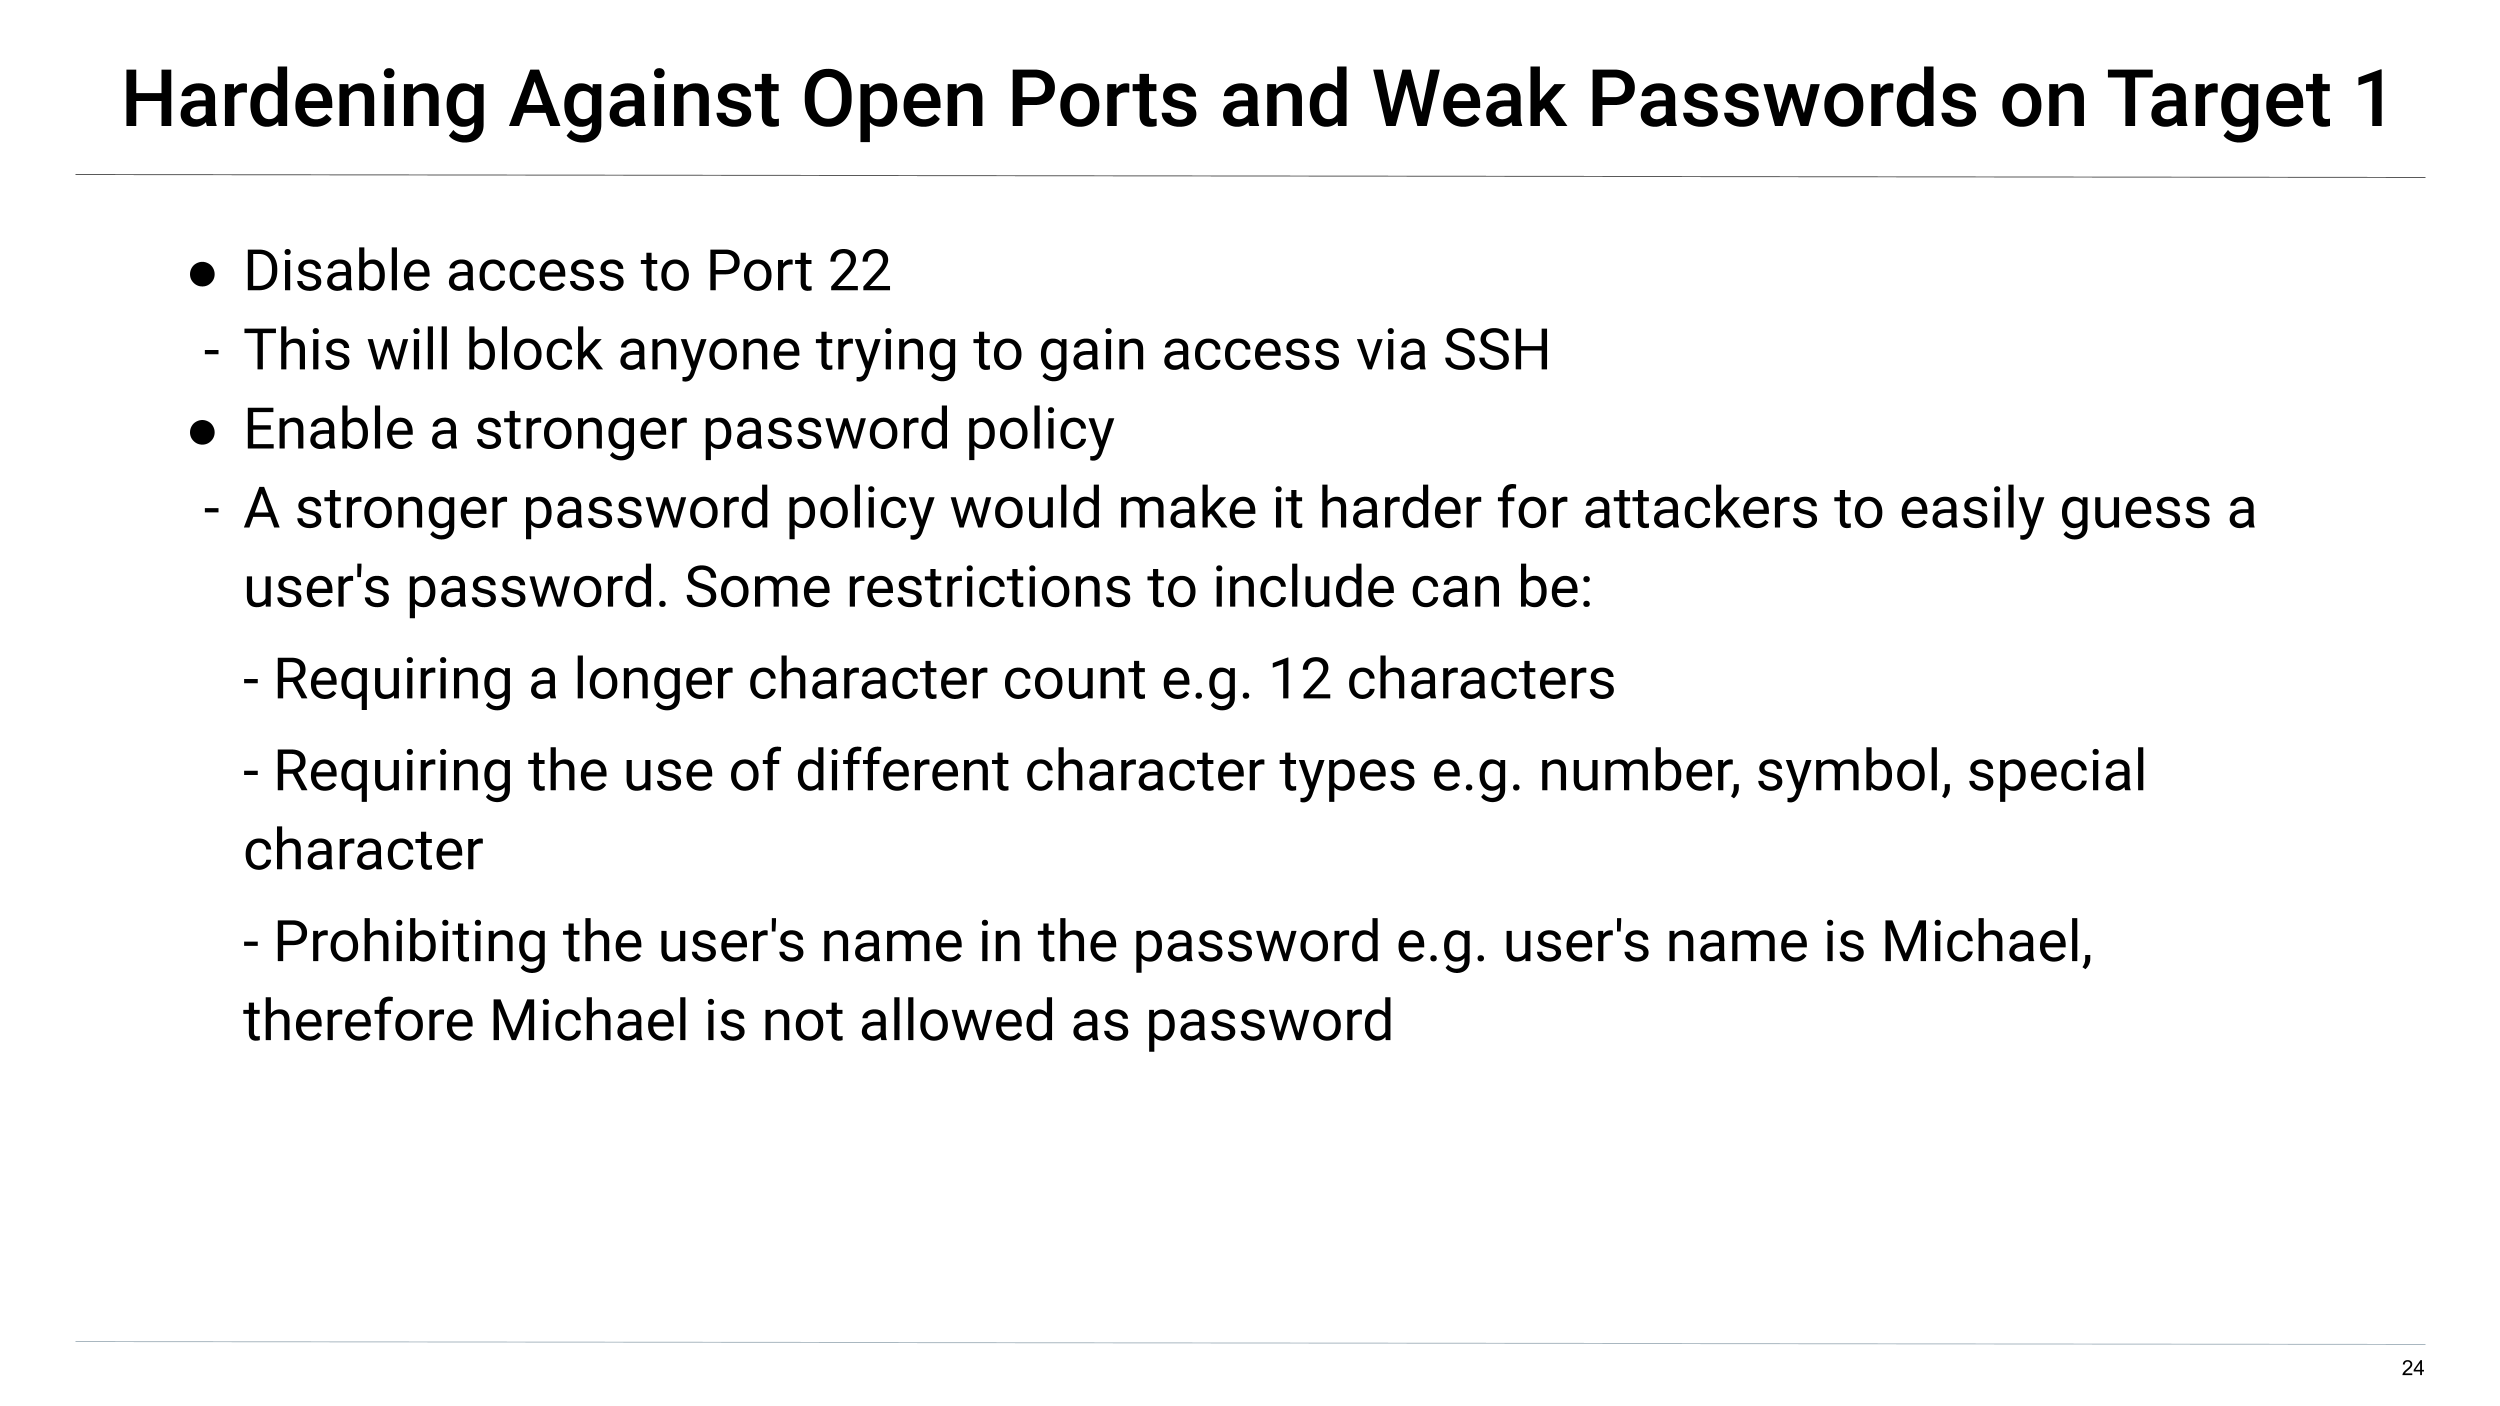 Hardening Against Open Ports and Weak Passwords on Target 1
● Disable access to Port 22
- This will block anyone trying to gain access via SSH
● Enable a stronger password policy
- A stronger password policy would make it harder for attackers to easily guess a
user's password. Some restrictions to include can be:
- Requiring a longer character count e.g. 12 characters
- Requiring the use of different character types e.g. number, symbol, special
character
- Prohibiting the user's name in the password e.g. user's name is Michael,
therefore Michael is not allowed as password
24